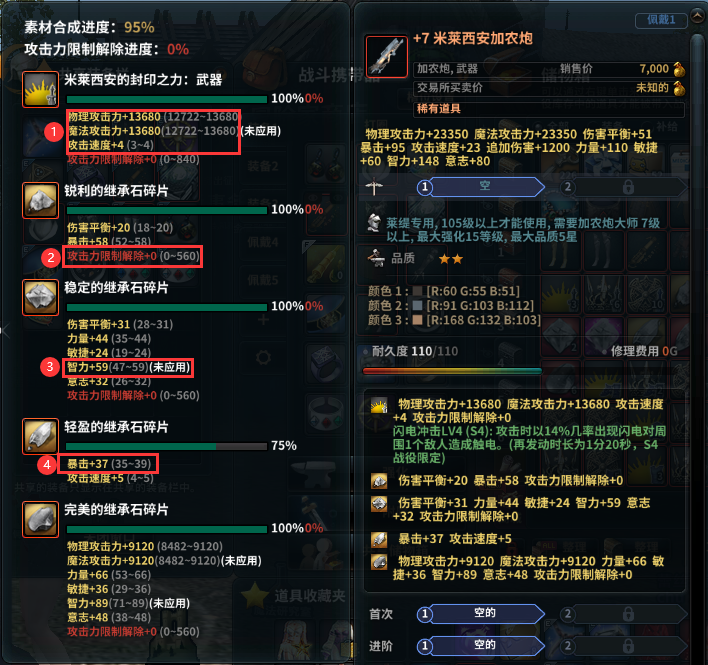 素材合成进度：95%
攻击力限制解除进度：0%
米莱西安的封印之力：武器
100%0%
1
物理攻击力+13680 (12722~13680)
魔法攻击力+13680(12722~13680)(未应用)
攻击速度+4 (3~4)
攻击力限制解除+0 (0~840)
锐利的继承石碎片
100%0%
伤害平衡+20 (18~20)
暴击+58 (52~58)
2
攻击力限制解除+0 (0~560)
稳定的继承石碎片
100%0%
伤害平衡+31 (28~31)
力量+44 (35~44)
敏捷+24 (19~24)
3
智力+59(47~59)(未应用)
意志+32 (26~32)
攻击力限制解除+0 (0~560)
轻盈的继承石碎片
75%
4
暴击+37 (35~39)
攻击速度+5 (4~5)
完美的继承石碎片
100%0%
物理攻击力+9120 (8482~9120)
魔法攻击力+9120(8482~9120)(未应用)
力量+66 (53~66)
敏捷+36 (29~36)
智力+89(71~89)(未应用)
意志+48 (38~48)
攻击力限制解除+0 (0~560)
道具收藏夹
佩戴1
+7 米莱西安加农炮
加农炮, 武器 销售价 7,000
交易所买卖价 未知的
稀有道具
物理攻击力+23350 魔法攻击力+23350 伤害平衡+51
暴击+95 攻击速度+23 追加伤害+1200 力量+110 敏捷
+60 智力+148 意志+80
1 空 2
莱缇专用, 105级以上才能使用, 需要加农炮大师 7级
以上, 最大强化15等级, 最大品质5星
品质
颜色 1 : [R:60 G:55 B:51]
颜色 2 : [R:91 G:103 B:112]
颜色 3 : [R:168 G:132 B:103]
耐久度 110/110 修理费用 0G
物理攻击力+13680 魔法攻击力+13680 攻击速度
+4 攻击力限制解除+0
闪电冲击LV4 (S4): 攻击时以14%几率出现闪电对周
围1个敌人造成触电。(再发动时长为1分20秒，S4
战役限定)
伤害平衡+20 暴击+58 攻击力限制解除+0
伤害平衡+31 力量+44 敏捷+24 智力+59 意志
+32 攻击力限制解除+0
暴击+37 攻击速度+5
物理攻击力+9120 魔法攻击力+9120 力量+66 敏
捷+36 智力+89 意志+48 攻击力限制解除+0
首次 1 空的 2
进阶 1 空的 2